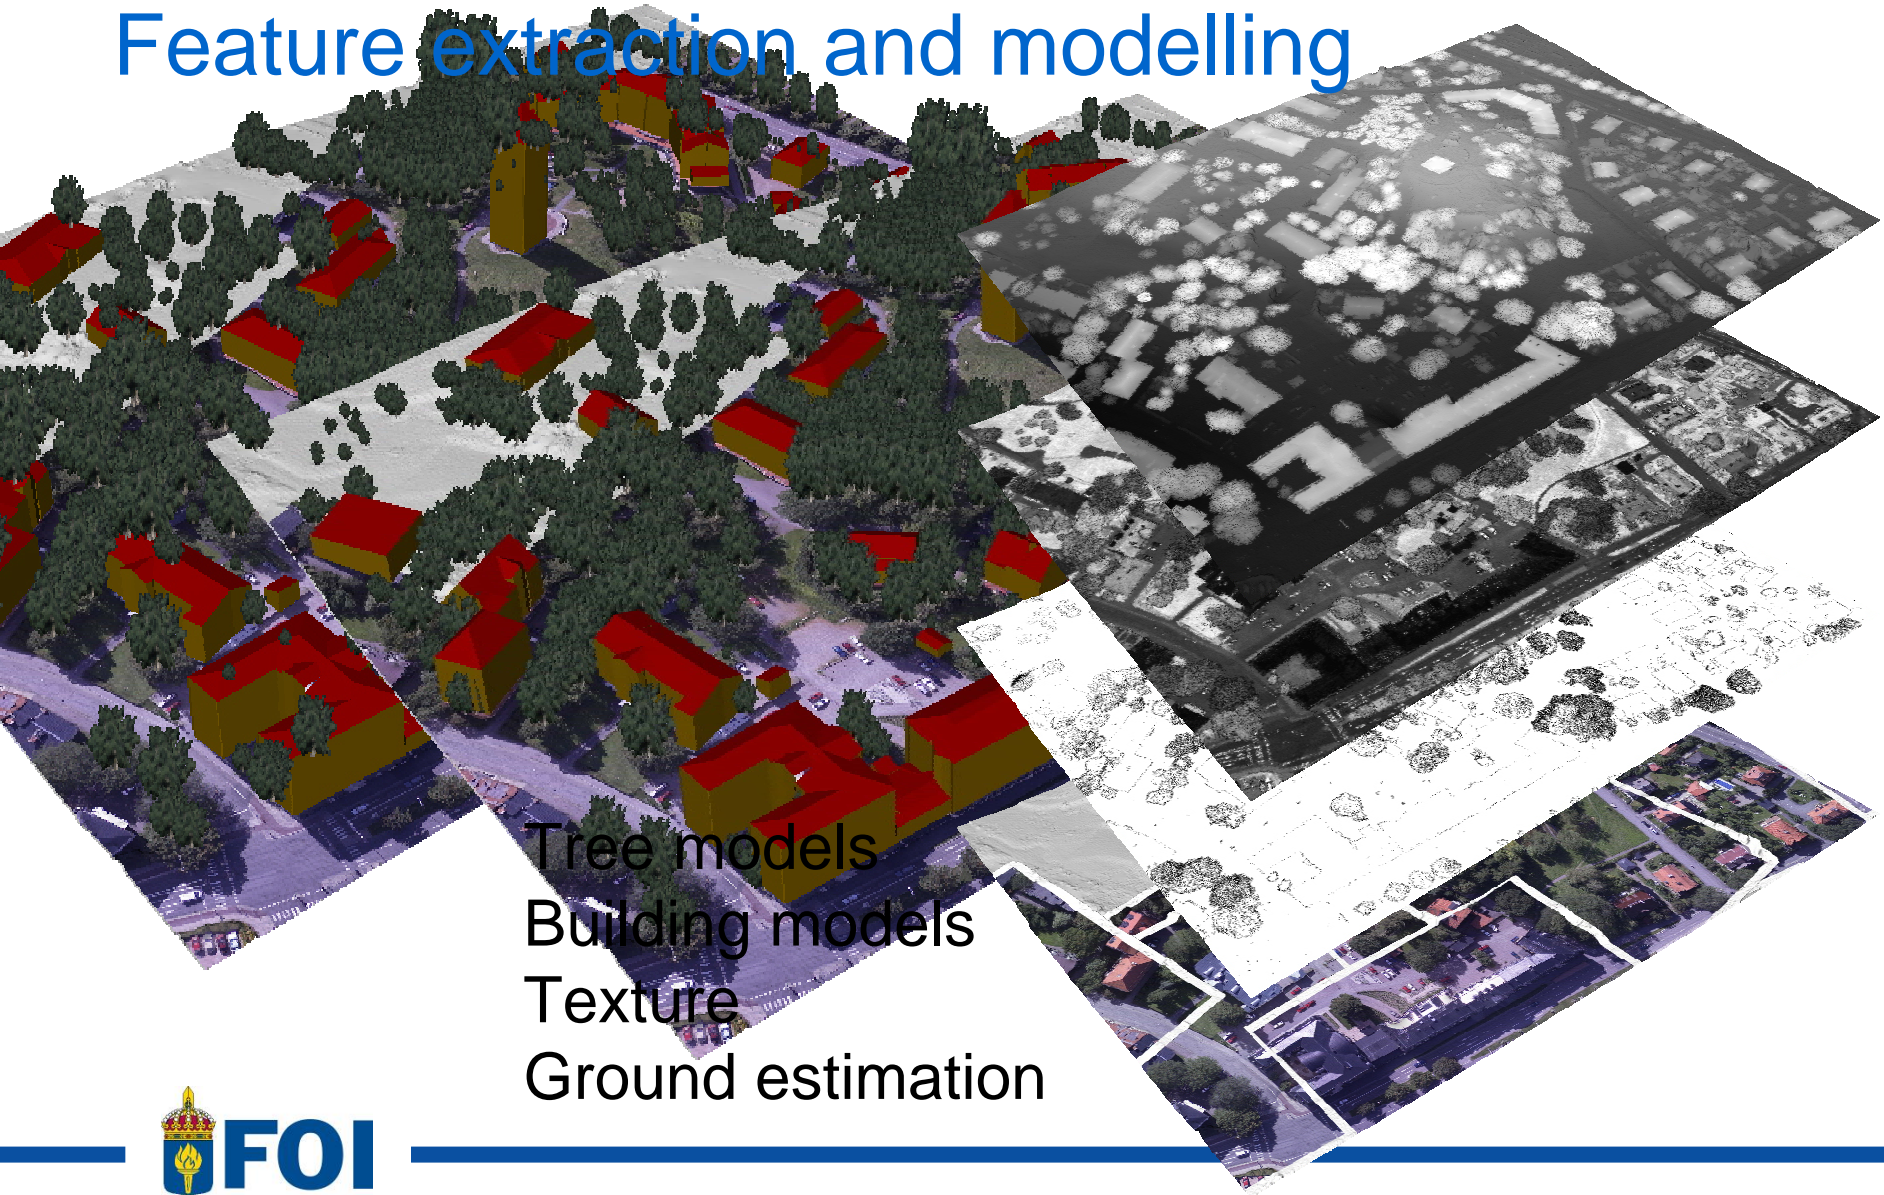 Feature extraction and modelling
Tree models
Building models
Texture
Ground estimation
FOI